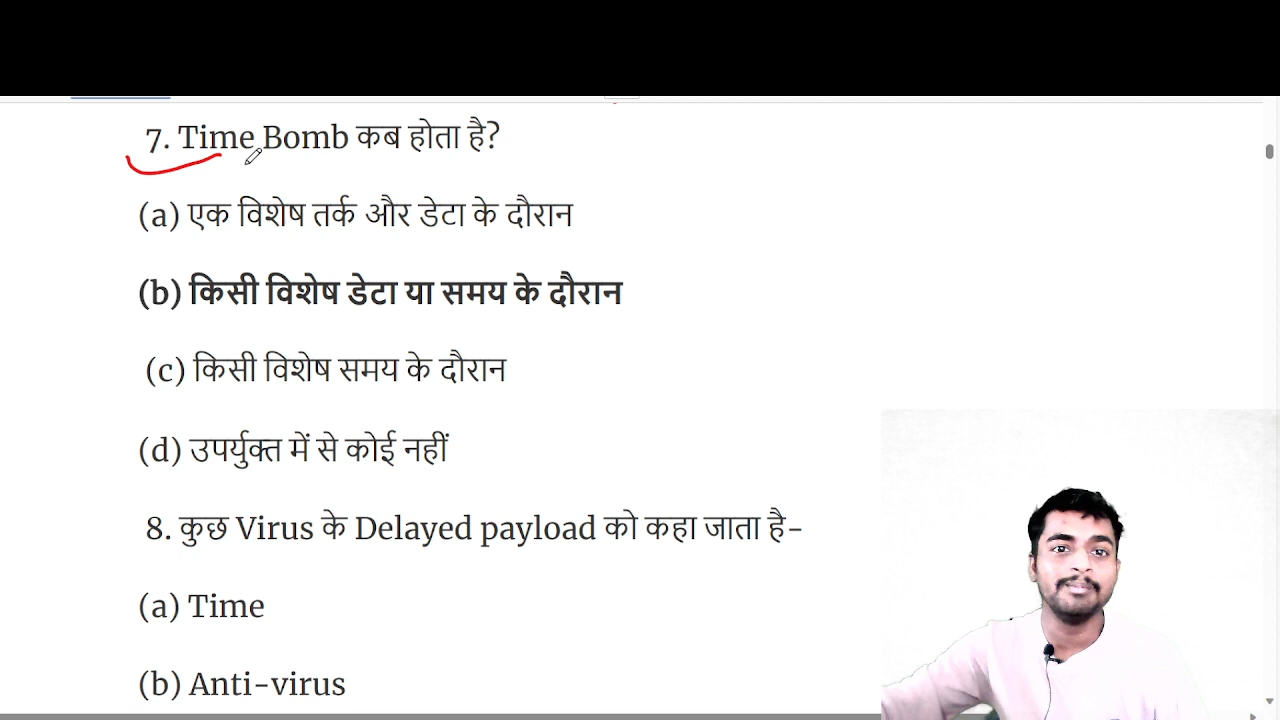 7. Time Bomb कब होता है?
(a) एक विशेष तर्क और डेटा के दौरान
(b) किसी विशेष डेटा या समय के दौरान
(c) किसी विशेष समय के दौरान
(d) उपर्युक्त में से कोई नहीं
8. कुछ Virus के Delayed payload को कहा जाता है-
(a) Time
(b) Anti-virus